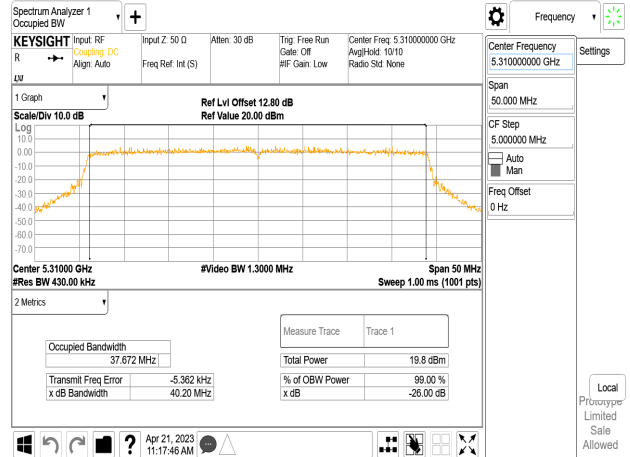 Spectrum Analyzer 1
Occupied BW
Frequency
KEYSIGHT
R
Input: RF
Coupling: DC
Align: Auto
Input Z: 50 Ω
Freq Ref: Int (S)
Atten: 30 dB
Trig: Free Run
Gate: Off
#IF Gain: Low
Center Freq: 5.310000000 GHz
Avg|Hold: 10/10
Radio Std: None
Center Frequency
5.310000000 GHz
Settings
Span
50.000 MHz
CF Step
5.000000 MHz
Auto
Man
Freq Offset
0 Hz
1 Graph
Ref Lvl Offset 12.80 dB
Scale/Div 10.0 dB
Ref Value 20.00 dBm
Log
10.0
0.00
-10.0
-20.0
-30.0
-40.0
-50.0
-60.0
-70.0
Center 5.31000 GHz
#Video BW 1.3000 MHz
Span 50 MHz
#Res BW 430.00 kHz
Sweep 1.00 ms (1001 pts)
2 Metrics
Measure Trace
Trace 1
Occupied Bandwidth
37.672 MHz
Total Power
19.8 dBm
Transmit Freq Error
-5.362 kHz
% of OBW Power
99.00 %
x dB Bandwidth
40.20 MHz
x dB
-26.00 dB
Local
Prototype
Limited
Sale
Allowed
Apr 21, 2023
11:17:46 AM